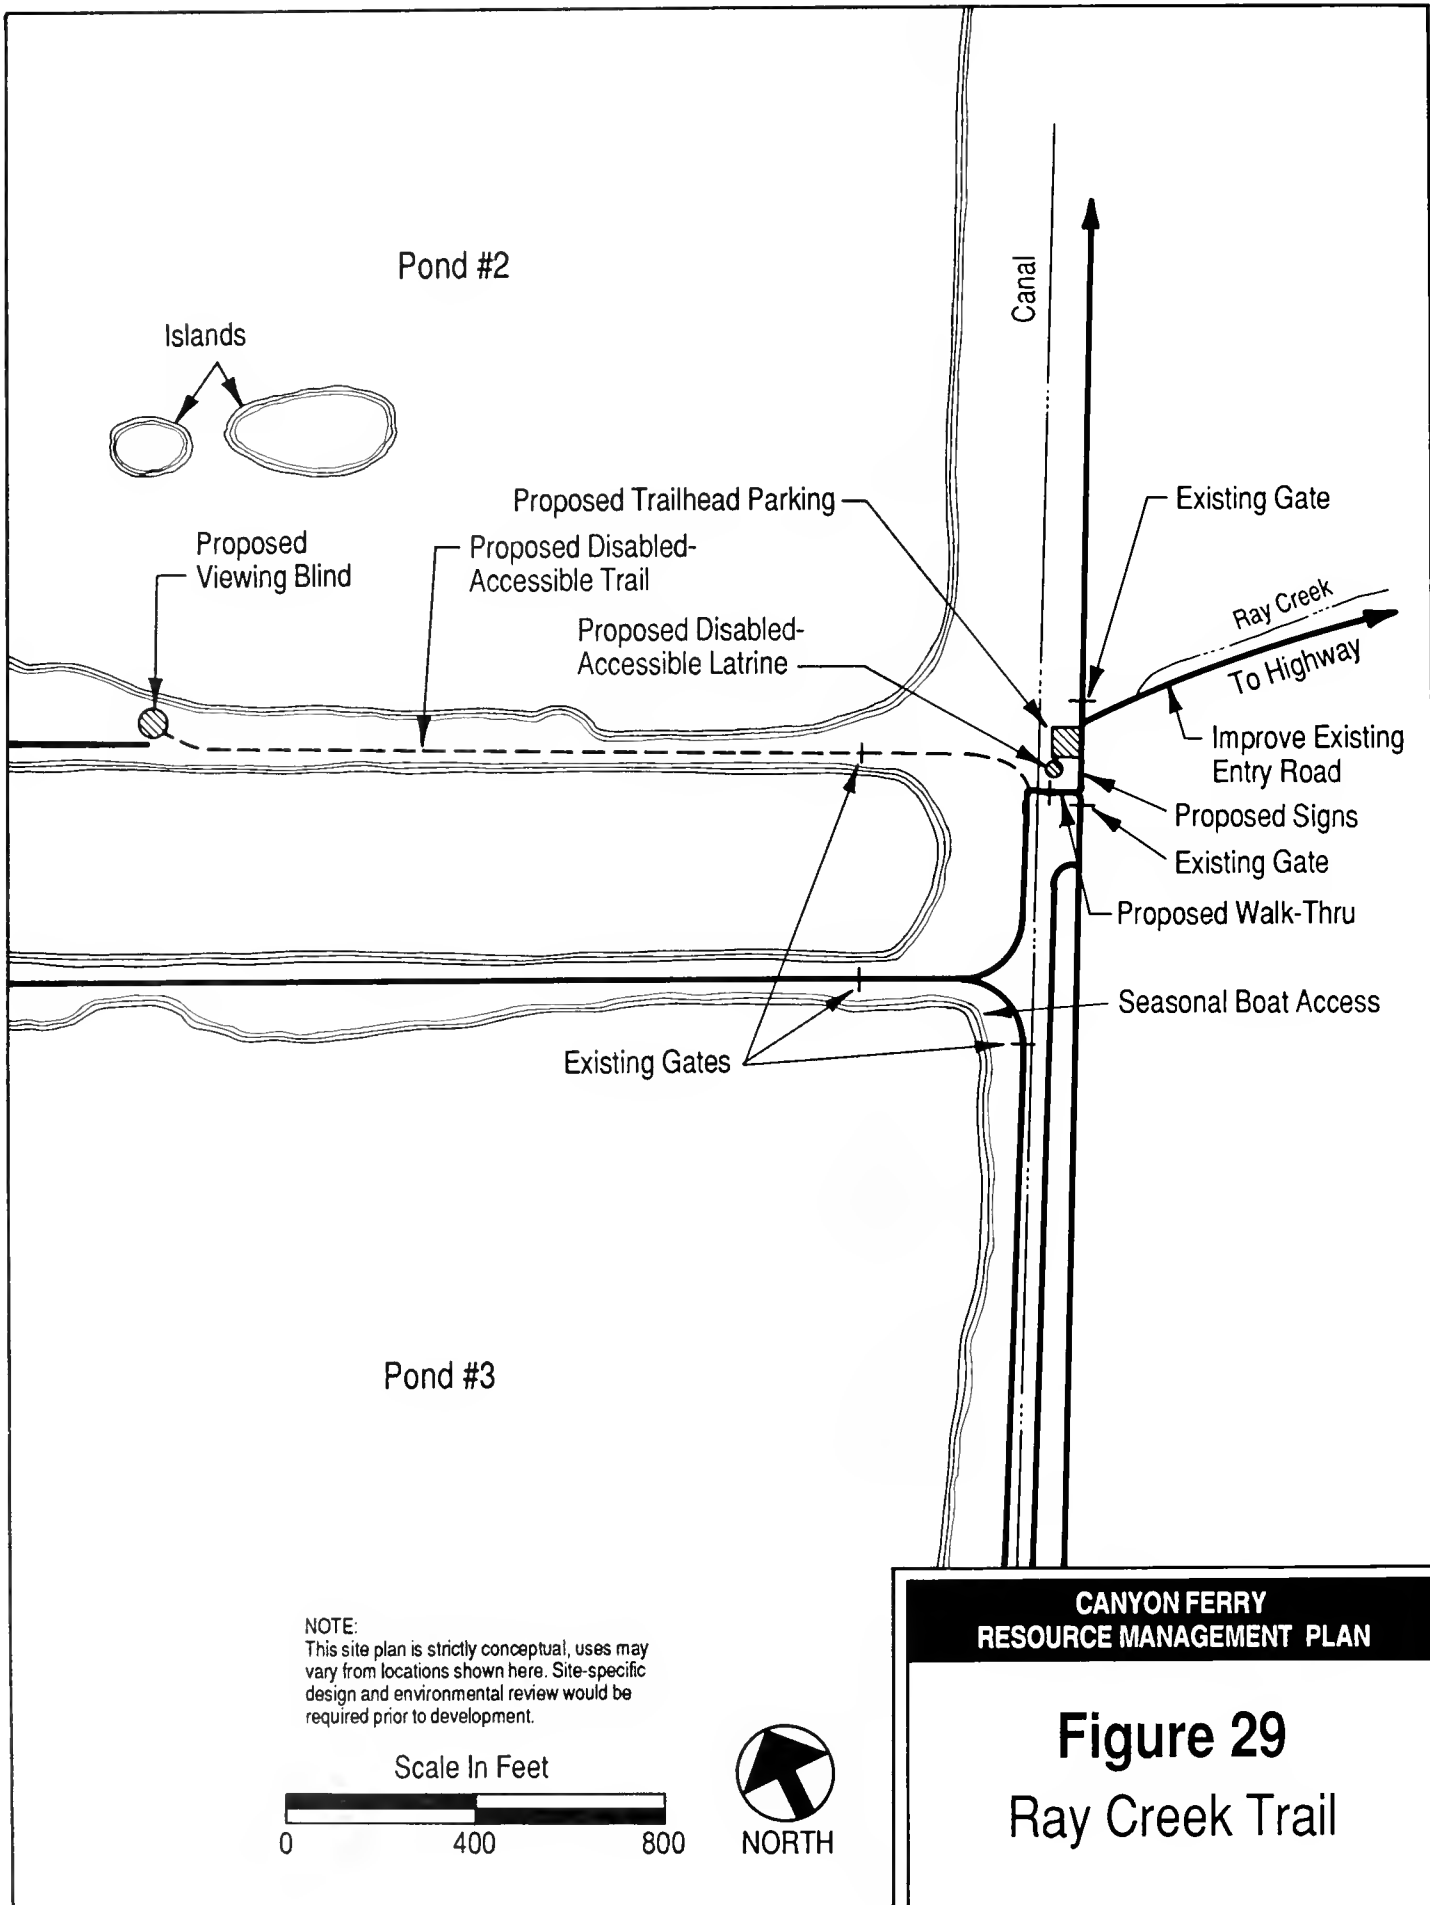 Pond #2
Canal
Islands
Proposed Trailhead Parking
Existing Gate
Proposed
Viewing Blind
Proposed Disabled-
Accessible Trail
Ray Creek
Proposed Disabled-
Accessible Latrine
To Highway
Improve Existing
Entry Road
Proposed Signs
Existing Gate
Proposed Walk-Thru
Seasonal Boat Access
Existing Gates
Pond #3
NOTE:
This site plan is strictly conceptual, uses may
vary from locations shown here. Site-specific
design and environmental review would be
required prior to development.
Scale In Feet
0 400 800
NORTH
CANYON FERRY
RESOURCE MANAGEMENT PLAN
Figure 29
Ray Creek Trail